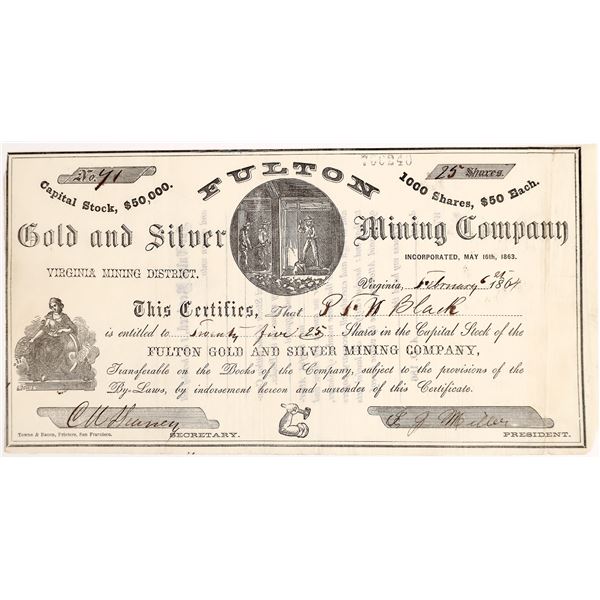 706240
No. 91
25 Shares.
Capital Stock, $50,000.
FULTON
1000 Shares, $50 Each.
Gold and Silver Mining Company
INCORPORATED, MAY 16th, 1863.
VIRGINIA MINING DISTRICT.
Virginia, February 1864
This Certifies, That Black
is entitled to Twenty five 25 Shares in the Capital Stock of the
FULTON GOLD AND SILVER MINING COMPANY,
Transferable on the Books of the Company, subject to the provisions of the
By-Laws, by indorsement hereon and surrender of this Certificate.
SECRETARY.
PRESIDENT.
Towne & Bacon, Printers, San Francisco.